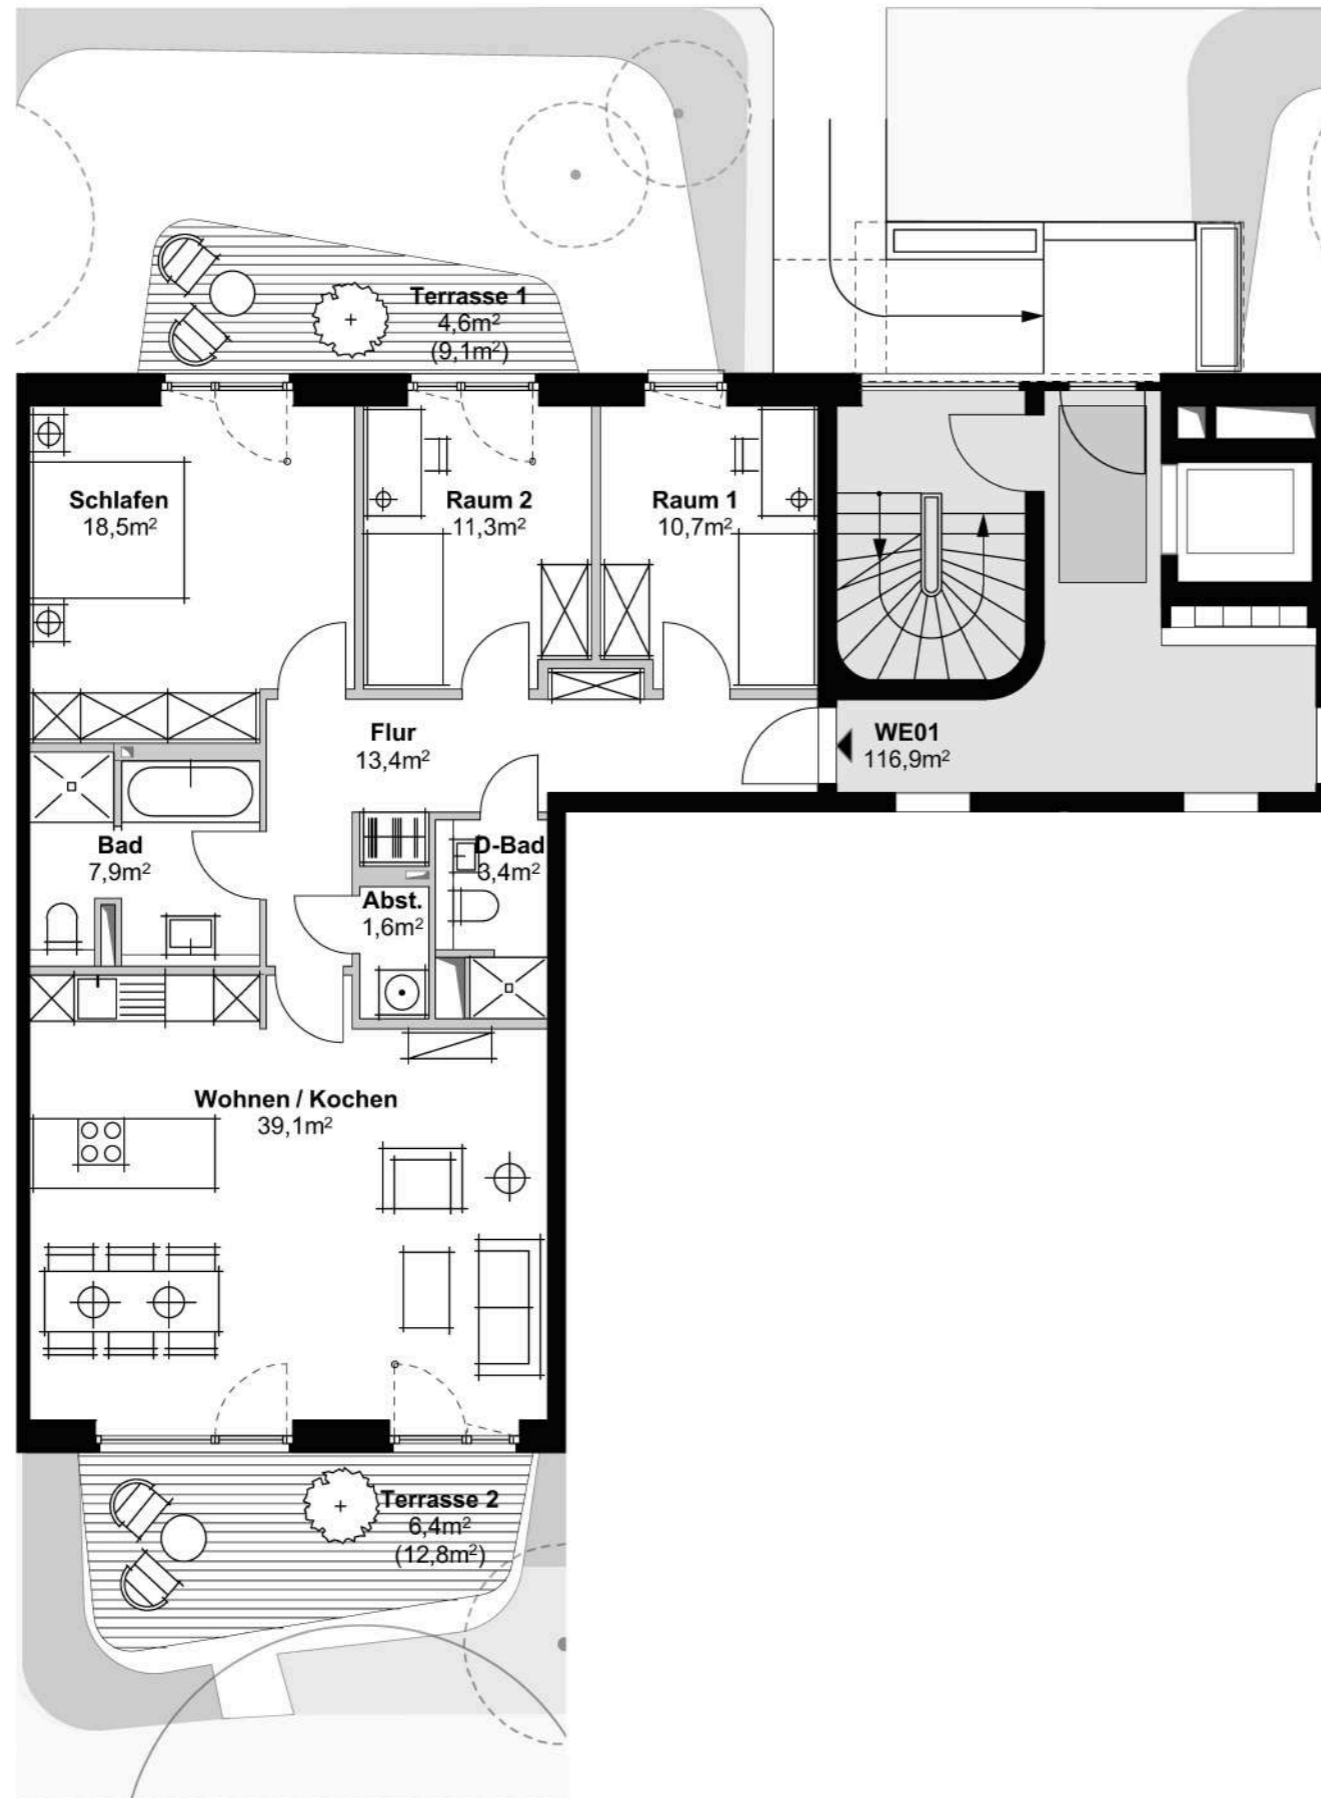 Terrasse 1
4,6m²
(9,1m²)
Schlafen
18,5m²
Raum 2
11,3m²
Raum 1
10,7m²
Flur
13,4m²
WE01
116,9m²
Bad
7,9m²
D-Bad
3,4m²
Abst.
1,6m²
Wohnen / Kochen
39,1m²
Terrasse 2
6,4m²
(12,8m²)